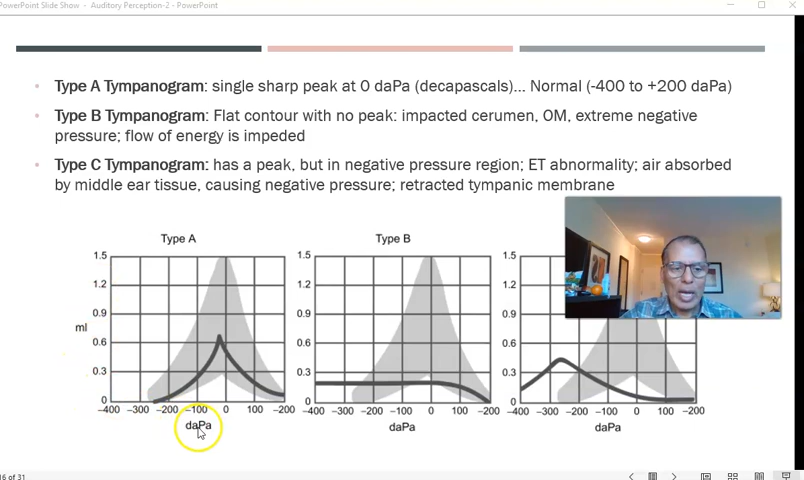 PowerPoint Slide Show - Auditory Perception-2 - PowerPoint
Type A Tympanogram: single sharp peak at 0 daPa (decapascals)... Normal (-400 to +200 daPa)
Type B Tympanogram: Flat contour with no peak: impacted cerumen, OM, extreme negative
pressure; flow of energy is impeded
Type C Tympanogram: has a peak, but in negative pressure region; ET abnormality; air absorbed
by middle ear tissue, causing negative pressure; retracted tympanic membrane
Type A
Type B
1.5
1.2
0.9
ml
0.6
0.3
0
-400 -300 -200 -100 0 100 -200
daPa
1.5
1.2
0.9
0.6
0.3
0
-400 -300 -200 -100 0 100 -200
daPa
1.5
1.2
0.9
0.6
0.3
0
-400 -300 -200 -100 0 100 -200
daPa
16 of 31